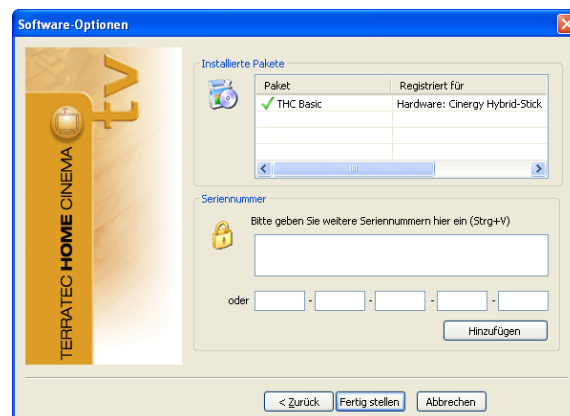 Software-Optionen
tv
TERRATEC HOME CINEMA
Installierte Pakete
Paket Registriert für
THC Basic Hardware: Cinergy Hybrid-Stick
Seriennummer
Bitte geben Sie weitere Seriennummern hier ein (Strg+V)
oder - - - -
Hinzufügen
< Zurück Fertig stellen Abbrechen